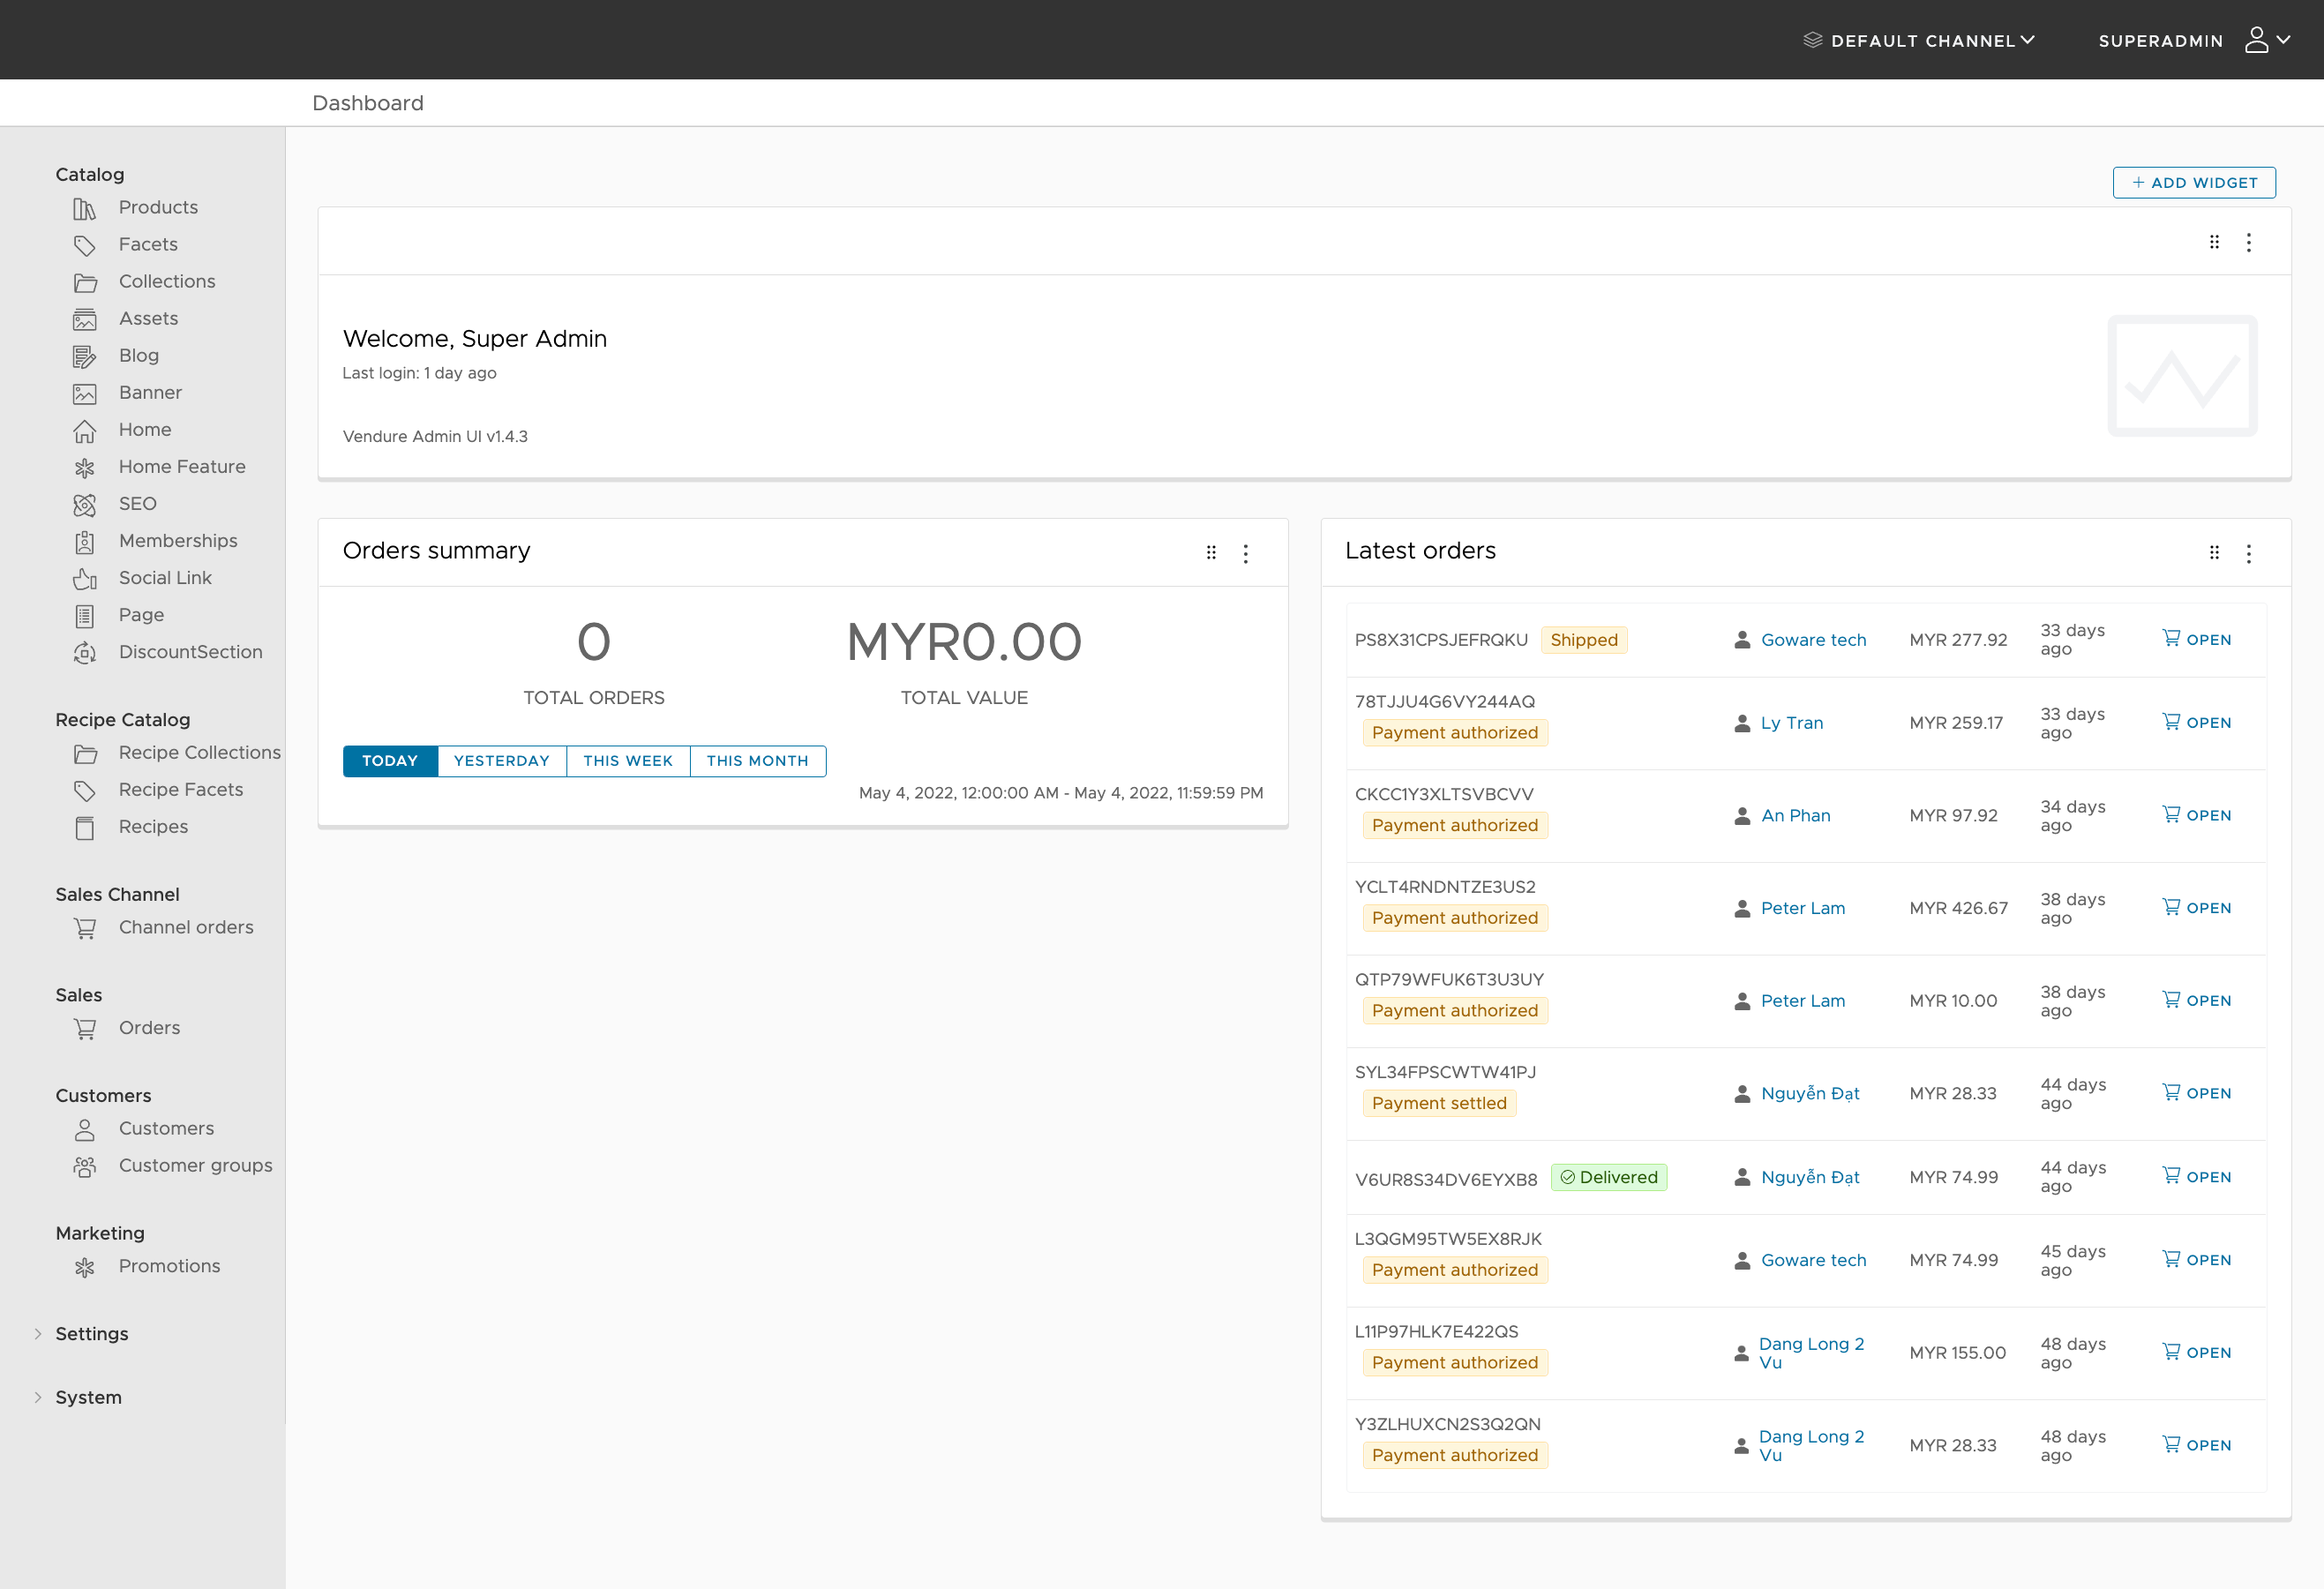 DEFAULT CHANNEL
SUPERADMIN
Dashboard
Catalog
Products
Facets
Collections
Assets
Blog
Banner
Home
Home Feature
SEO
Memberships
Social Link
Page
DiscountSection
Recipe Catalog
Recipe Collections
Recipe Facets
Recipes
Sales Channel
Channel orders
Sales
Orders
Customers
Customers
Customer groups
Marketing
Promotions
Settings
System
+ ADD WIDGET
Welcome, Super Admin
Last login: 1 day ago
Vendure Admin UI v1.4.3
Orders summary
0
TOTAL ORDERS
MYR0.00
TOTAL VALUE
TODAY YESTERDAY THIS WEEK THIS MONTH
May 4, 2022, 12:00:00 AM - May 4, 2022, 11:59:59 PM
Latest orders
PS8X31CPSJEFRQKU Shipped Goware tech MYR 277.92 33 days ago OPEN
78TJJU4G6VY244AQ
Payment authorized Ly Tran MYR 259.17 33 days ago OPEN
CKCC1Y3XLTSVBCVV
Payment authorized An Phan MYR 97.92 34 days ago OPEN
YCLT4RNDNTZE3US2
Payment authorized Peter Lam MYR 426.67 38 days ago OPEN
QTP79WFUK6T3U3UY
Payment authorized Peter Lam MYR 10.00 38 days ago OPEN
SYL34FPSCWTW41PJ
Payment settled Nguyễn Đạt MYR 28.33 44 days ago OPEN
V6UR8S34DV6EYXB8 Delivered Nguyễn Đạt MYR 74.99 44 days ago OPEN
L3QGM95TW5EX8RJK
Payment authorized Goware tech MYR 74.99 45 days ago OPEN
L11P97HLK7E422QS
Payment authorized Dang Long 2 Vu MYR 155.00 48 days ago OPEN
Y3ZLHUXCN2S3Q2QN
Payment authorized Dang Long 2 Vu MYR 28.33 48 days ago OPEN